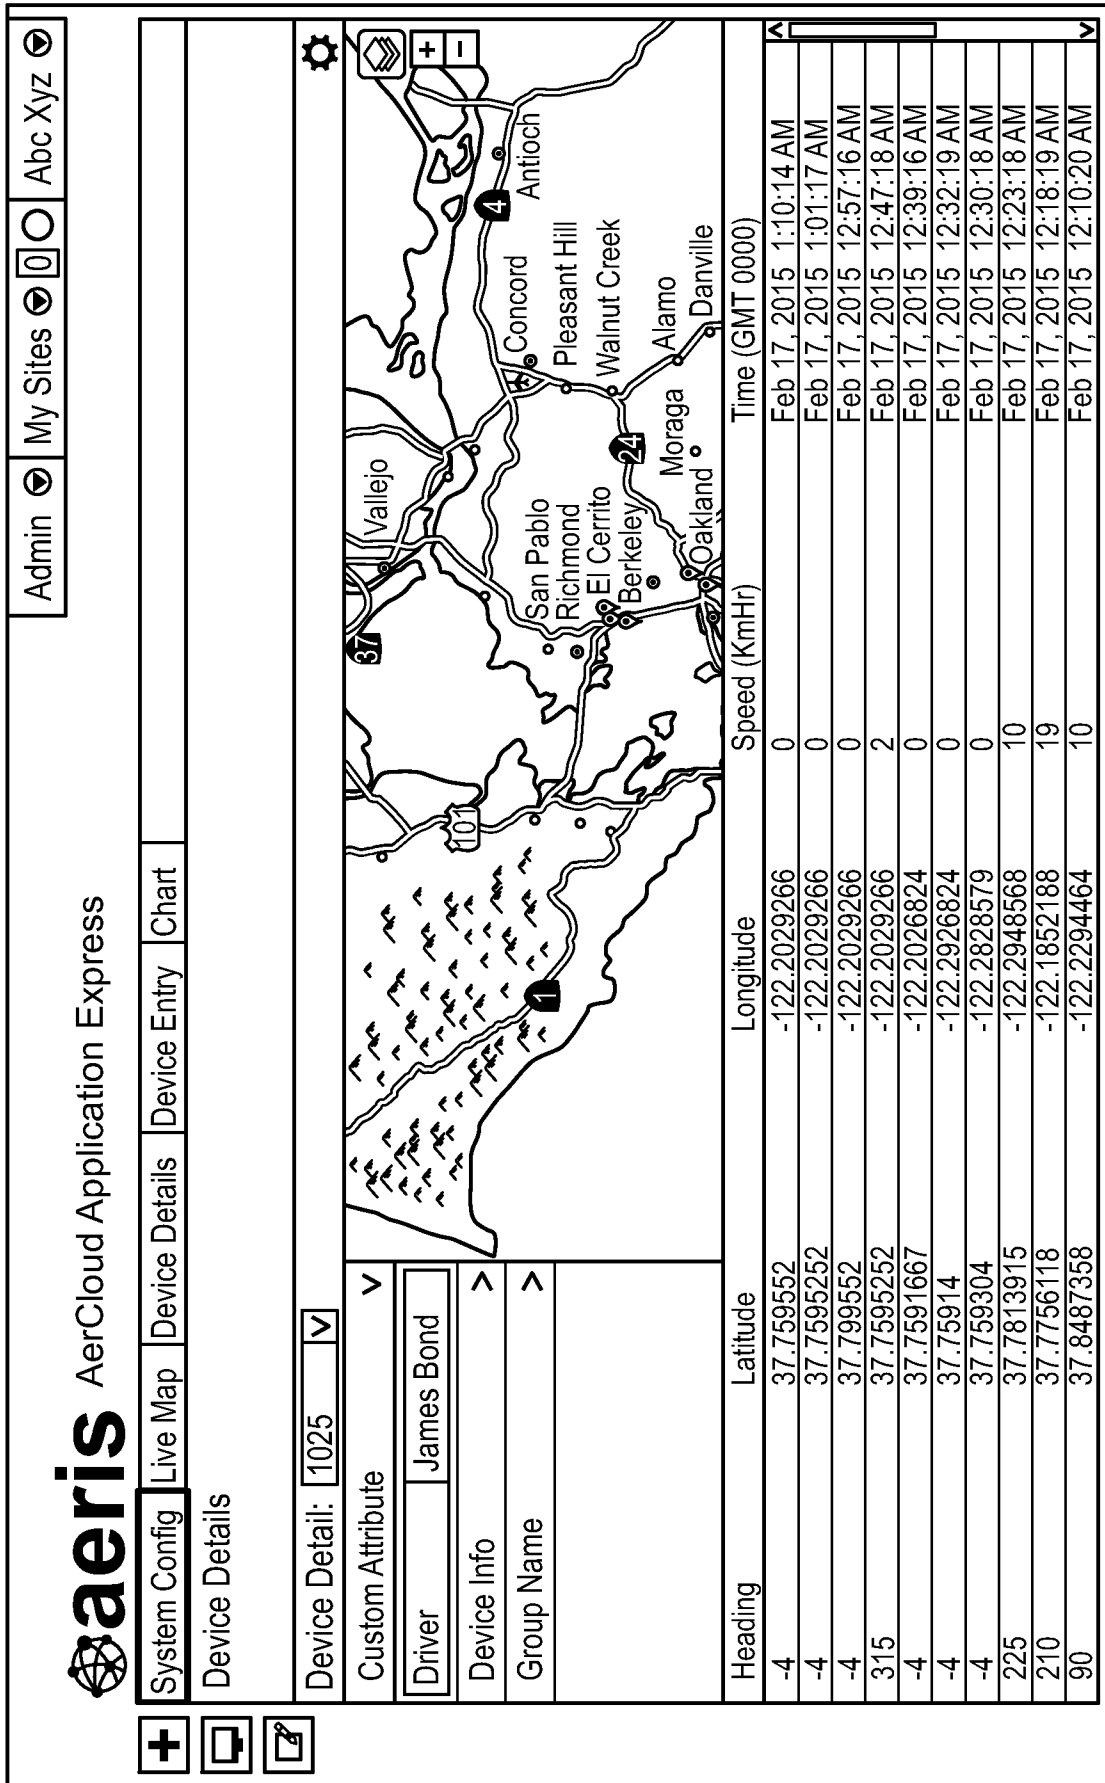 Admin My Sites 0 Abc Xyz
aeris AerCloud Application Express
System Config Live Map Device Details Device Entry Chart
Device Details
Device Detail: 1025
Custom Attribute
Driver James Bond
Device Info
Group Name
37
Vallejo
101
4
Antioch
Concord
San Pablo
Pleasant Hill
Richmond
1
El Cerrito
Walnut Creek
Berkeley
24
Alamo
Moraga
Oakland
Danville
+
-
Heading Latitude Longitude Speed (KmHr) Time (GMT 0000)
-4 37.759552 -122.2029266 0 Feb 17, 2015 1:10:14 AM
-4 37.7595252 -122.2029266 0 Feb 17, 2015 1:01:17 AM
-4 37.799552 -122.2029266 0 Feb 17, 2015 12:57:16 AM
315 37.7595252 -122.2029266 2 Feb 17, 2015 12:47:18 AM
-4 37.7591667 -122.2026824 0 Feb 17, 2015 12:39:16 AM
-4 37.75914 -122.2926824 0 Feb 17, 2015 12:32:19 AM
-4 37.759304 -122.2828579 0 Feb 17, 2015 12:30:18 AM
225 37.7813915 -122.2948568 10 Feb 17, 2015 12:23:18 AM
210 37.7756118 -122.1852188 19 Feb 17, 2015 12:18:19 AM
90 37.8487358 -122.2294464 10 Feb 17, 2015 12:10:20 AM